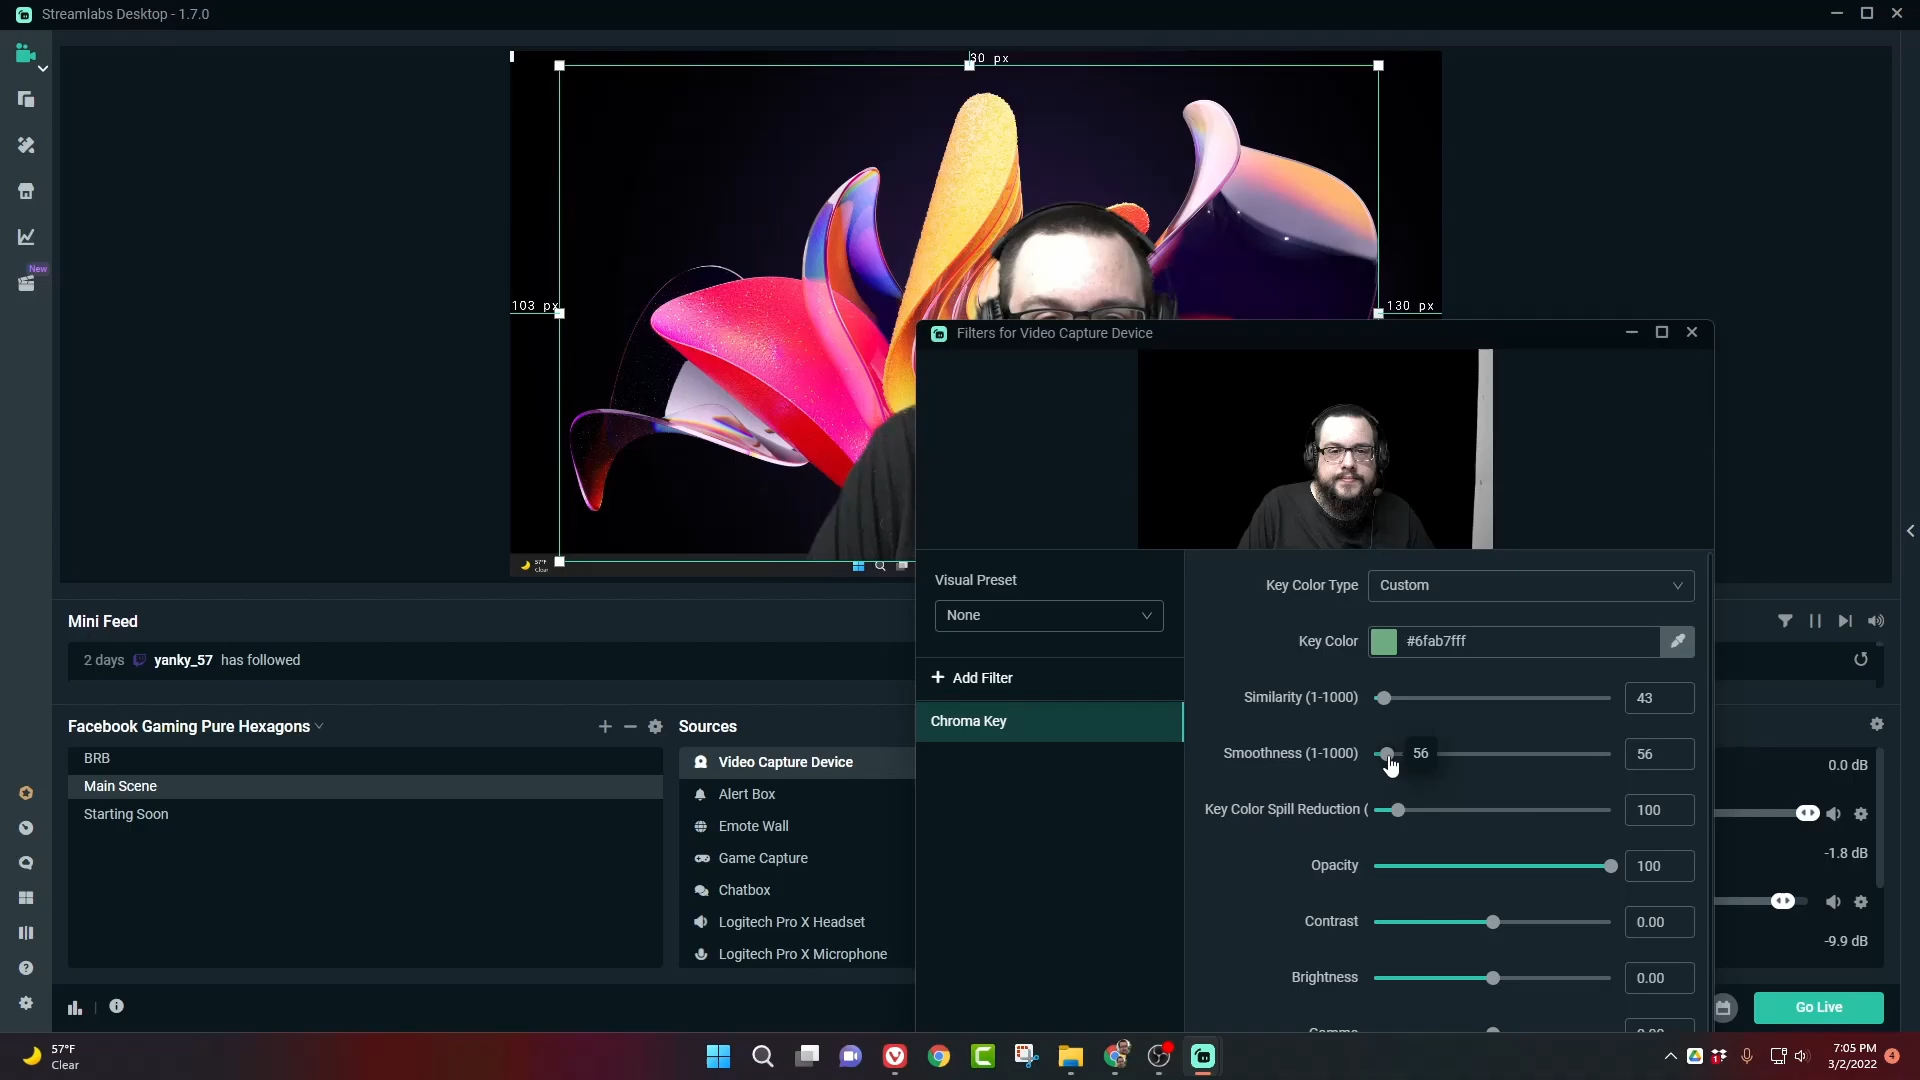 Streamlabs Desktop - 1.7.0
New
30 px
103 px
130 px
57°F
Clear
Filters for Video Capture Device
Visual Preset
None
Add Filter
Chroma Key
Key Color Type
Custom
Key Color
#6fab7fff
Similarity (1-1000)
43
Smoothness (1-1000)
56
56
Key Color Spill Reduction (
100
Opacity
100
Contrast
0.00
Brightness
0.00
Mini Feed
2 days yanky_57 has followed
Facebook Gaming Pure Hexagons
BRB
Main Scene
Starting Soon
Sources
Video Capture Device
Alert Box
Emote Wall
Game Capture
Chatbox
Logitech Pro X Headset
Logitech Pro X Microphone
0.0 dB
-1.8 dB
-9.9 dB
Go Live
57°F
Clear
7:05 PM
3/2/2022
4